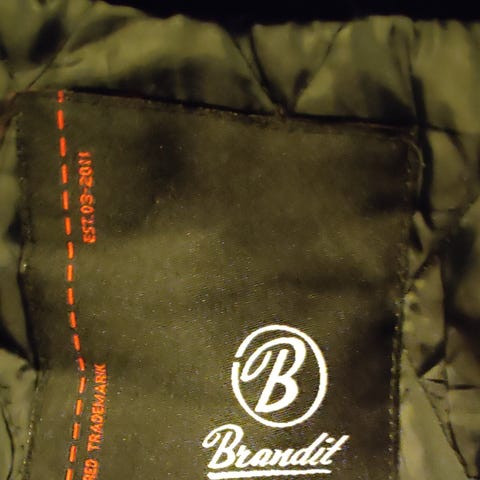 EST.03-2011
RED TRADEMARK
B
Brandit